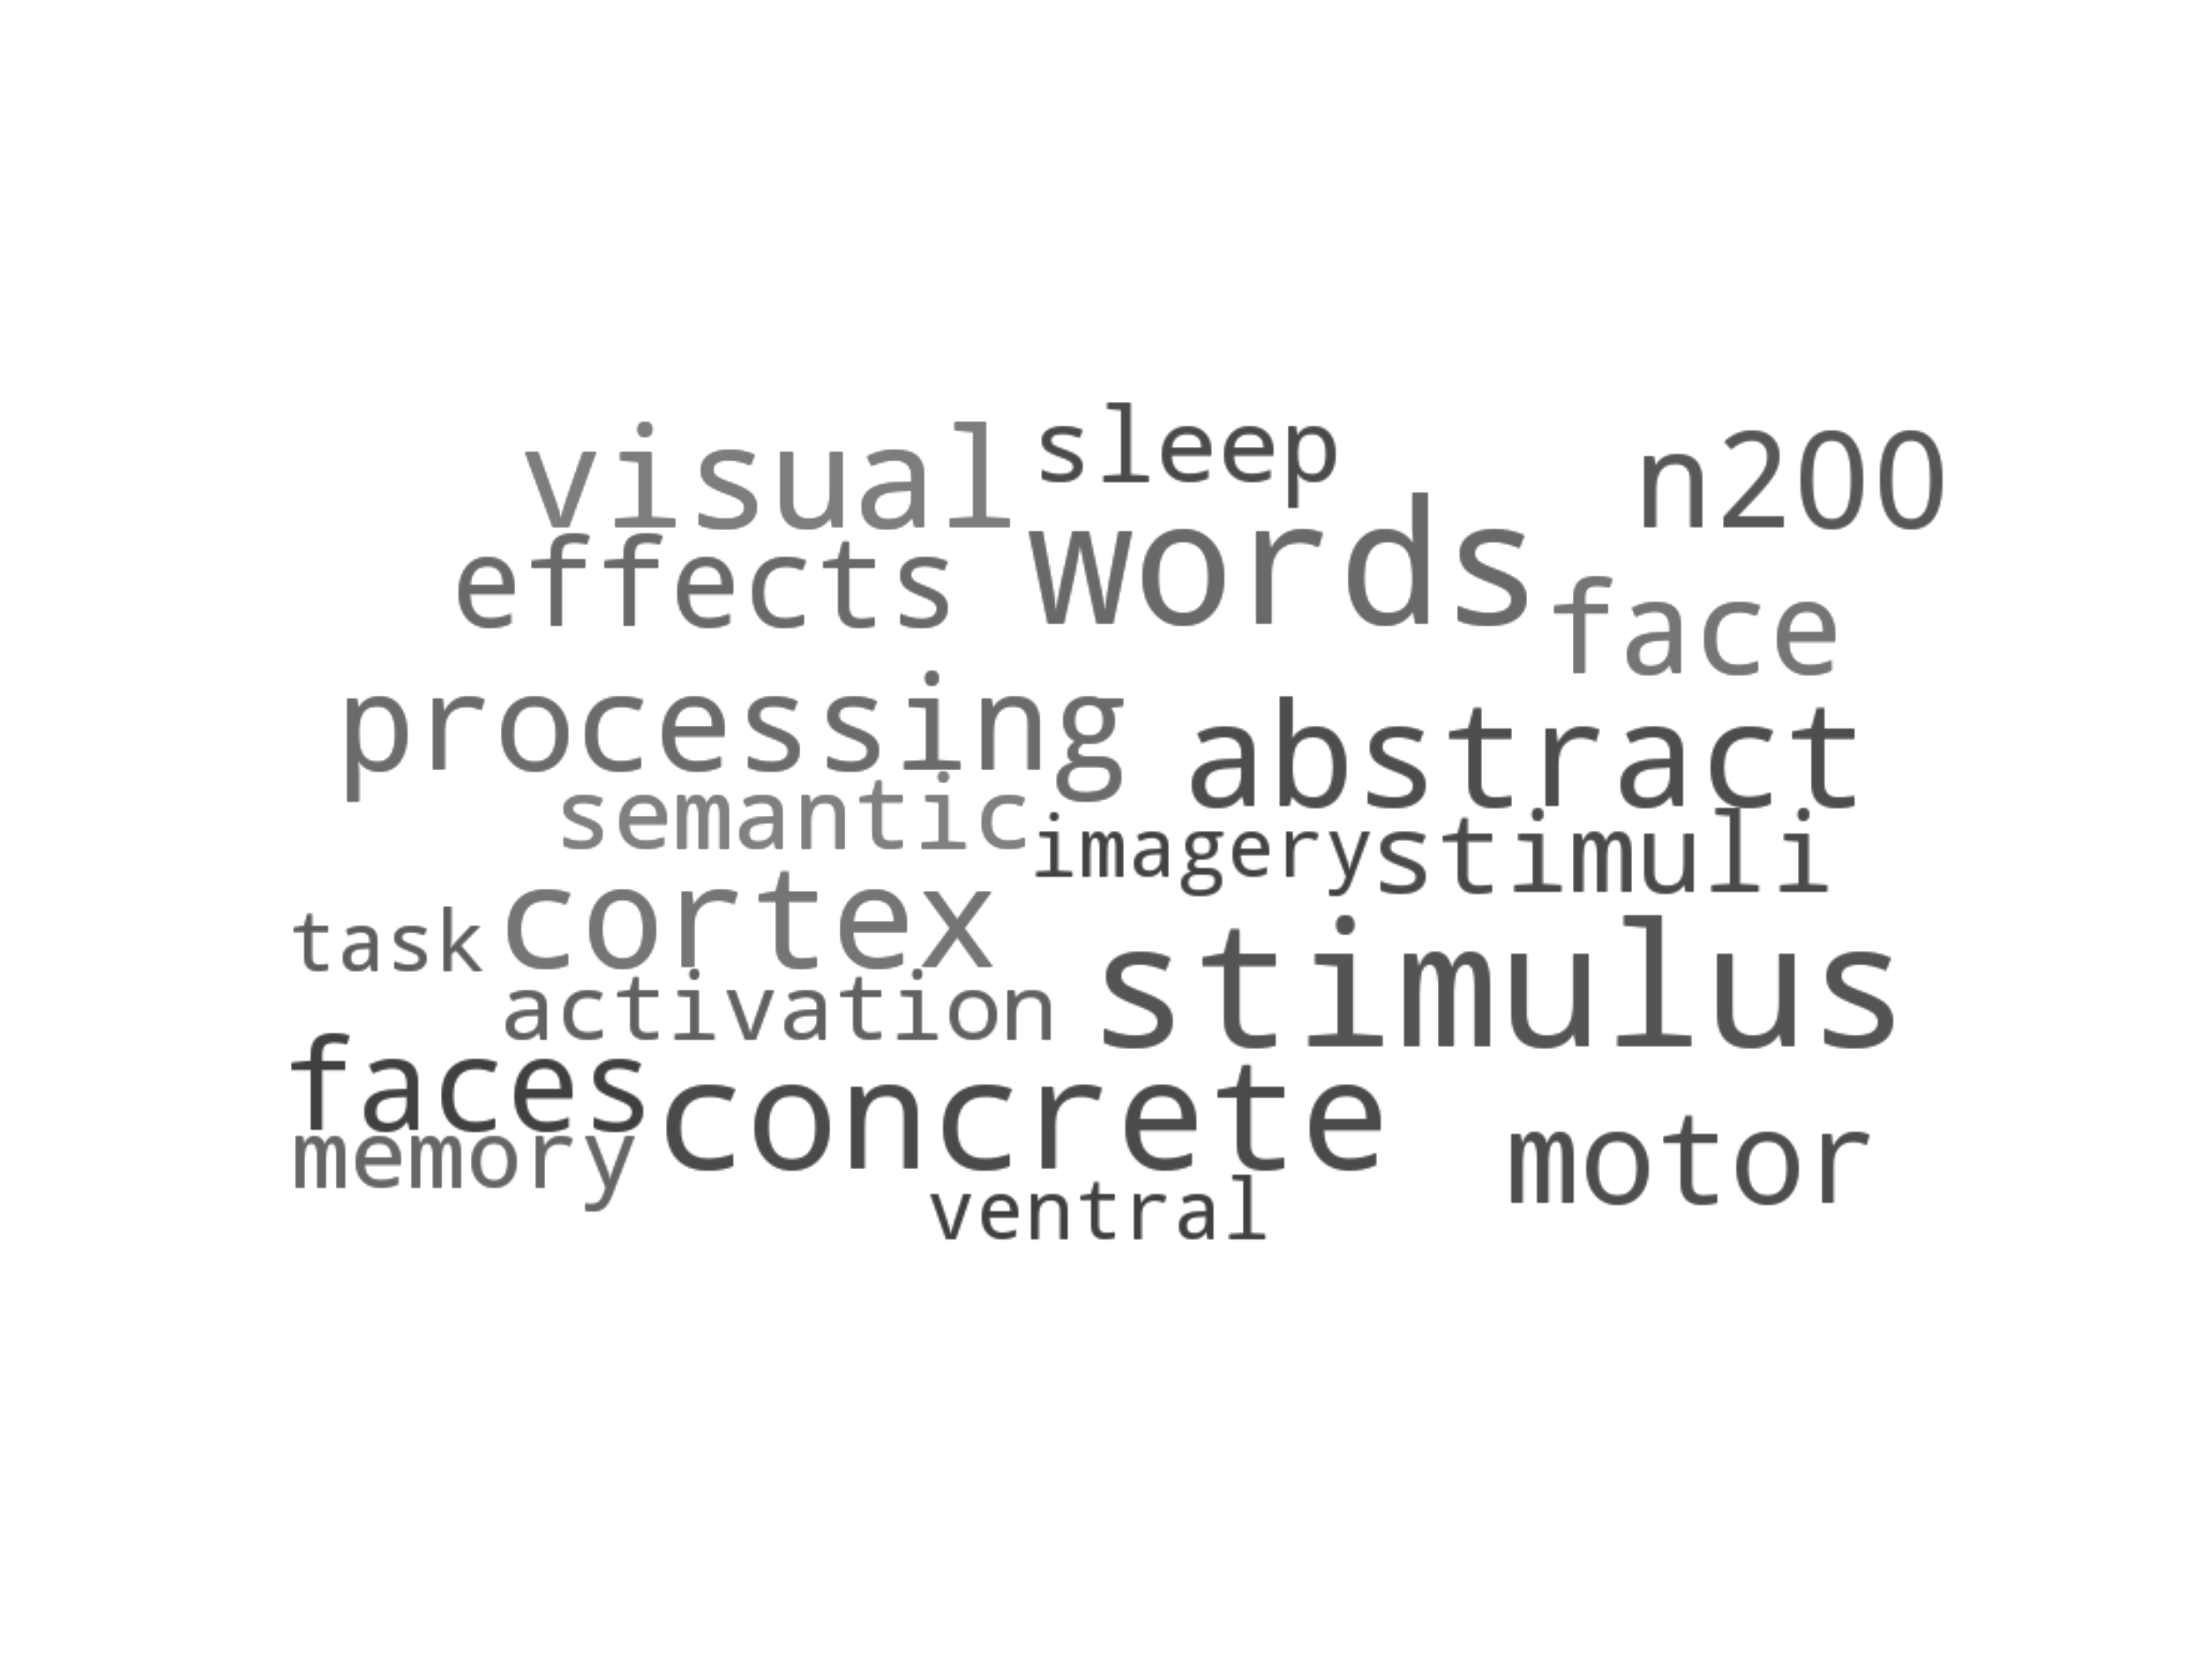 visual sleep n200
effects words face
processing abstract
semantic imagery stimuli
task cortex
activation stimulus
faces concrete motor
memory
ventral